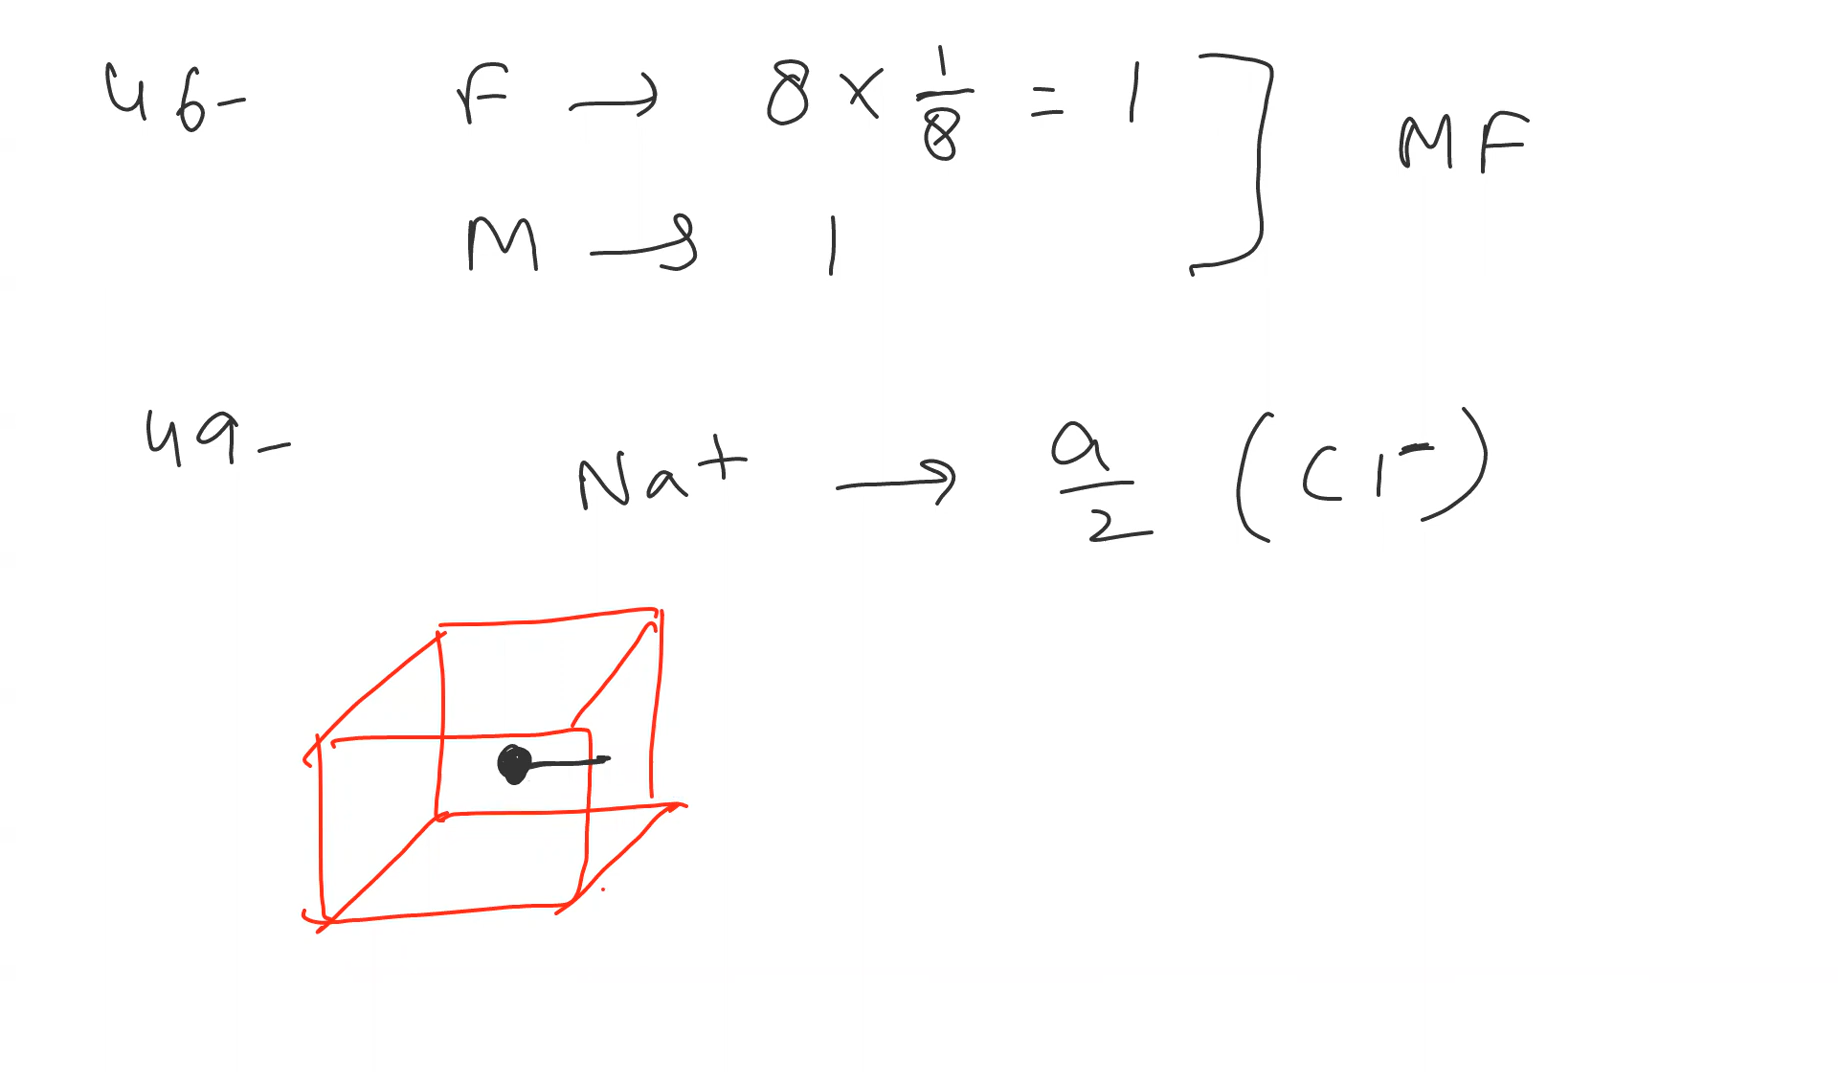 46- F → 8 × 1/8 = 1
M → 1
MF
49- Na+ → a/2 (Cl-)